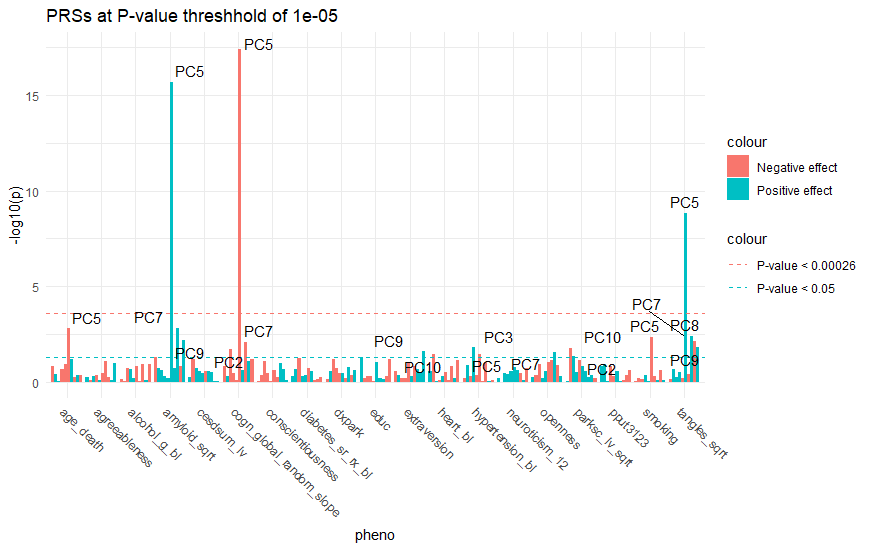 PRSs at P-value threshhold of 1e-05
PC5
PC5
15
10
PC5
5
PC7
PC5
PC7
PC7
PC9
PC3
PC10
PC5
PC8
PC9
PC2
PC10
PC5
PC7
PC2
PC9
0
-log10(p)
age_death
agreeableness
alcohol_g_bl
amyloid_sqrt
cesdsum_lv
cogn_global_random_slope
conscientiousness
diabetes_sr_rx_bl
dxpark
educ
extraversion
heart_bl
hypertension_bl
neuroticism_12
openness
parksc_lv_sqrt
pput3123
smoking
tangles_sqrt
pheno
colour
Negative effect
Positive effect
colour
P-value < 0.00026
P-value < 0.05